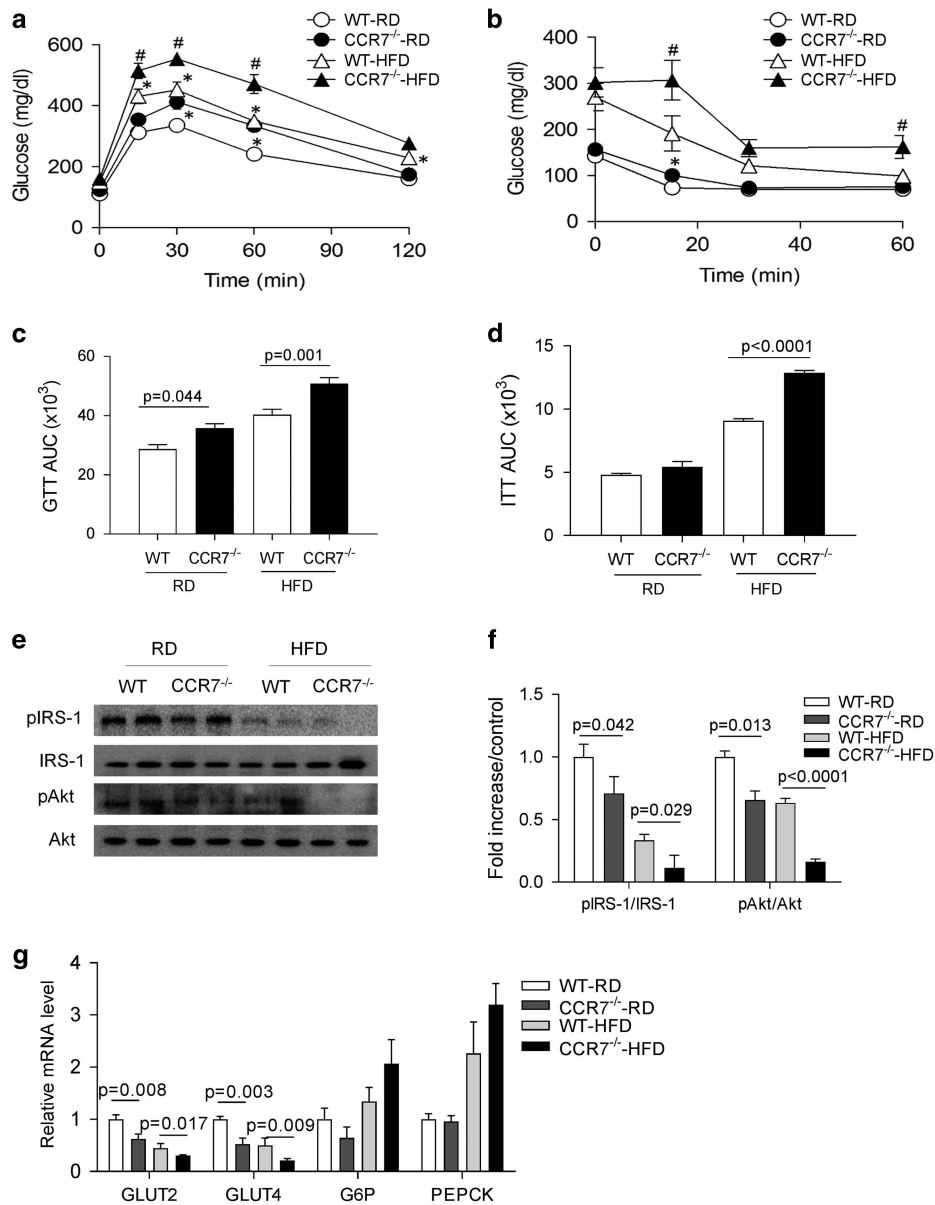 a
WT-RD
CCR7-/--RD
WT-HFD
CCR7-/--HFD
600
400
200
0
Glucose (mg/dl)
# # #
* * * * * *
0 30 60 90 120
Time (min)
b
WT-RD
CCR7-/--RD
WT-HFD
CCR7-/--HFD
400
300
200
100
0
Glucose (mg/dl)
# #
*
0 20 40 60
Time (min)
c
60
40
20
0
GTT AUC (x10³)
p=0.044
p=0.001
WT CCR7-/- WT CCR7-/-
RD HFD
d
15
10
5
0
ITT AUC (x10³)
p<0.0001
WT CCR7-/- WT CCR7-/-
RD HFD
e
RD HFD
WT CCR7-/- WT CCR7-/-
pIRS-1
IRS-1
pAkt
Akt
f
1.5
1.0
0.5
0.0
Fold increase/control
WT-RD
CCR7-/--RD
WT-HFD
CCR7-/--HFD
p=0.042
p=0.029
p=0.013
p<0.0001
pIRS-1/IRS-1 pAkt/Akt
g
4
3
2
1
0
Relative mRNA level
WT-RD
CCR7-/--RD
WT-HFD
CCR7-/--HFD
p=0.008
p=0.017
p=0.003
p=0.009
GLUT2 GLUT4 G6P PEPCK